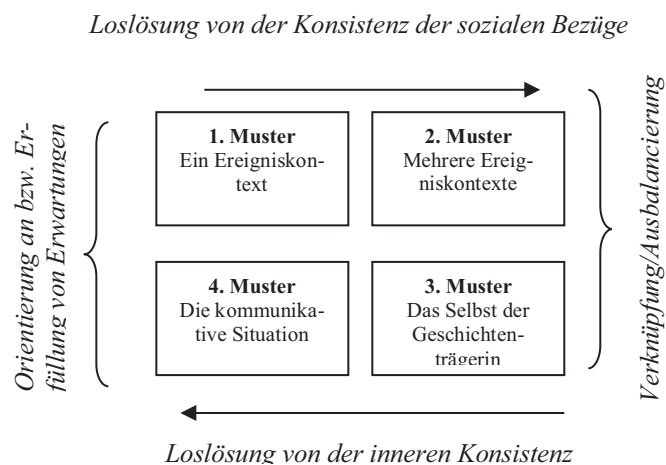 Loslösung von der Konsistenz der sozialen Bezüge
Orientierung an bzw. Er-
füllung von Erwartungen
1. Muster
Ein Ereigniskon-
text
2. Muster
Mehrere Ereig-
niskontexte
Verknüpfung/Ausbalancierung
4. Muster
Die kommunika-
tive Situation
3. Muster
Das Selbst der
Geschichten-
trägerin
Loslösung von der inneren Konsistenz